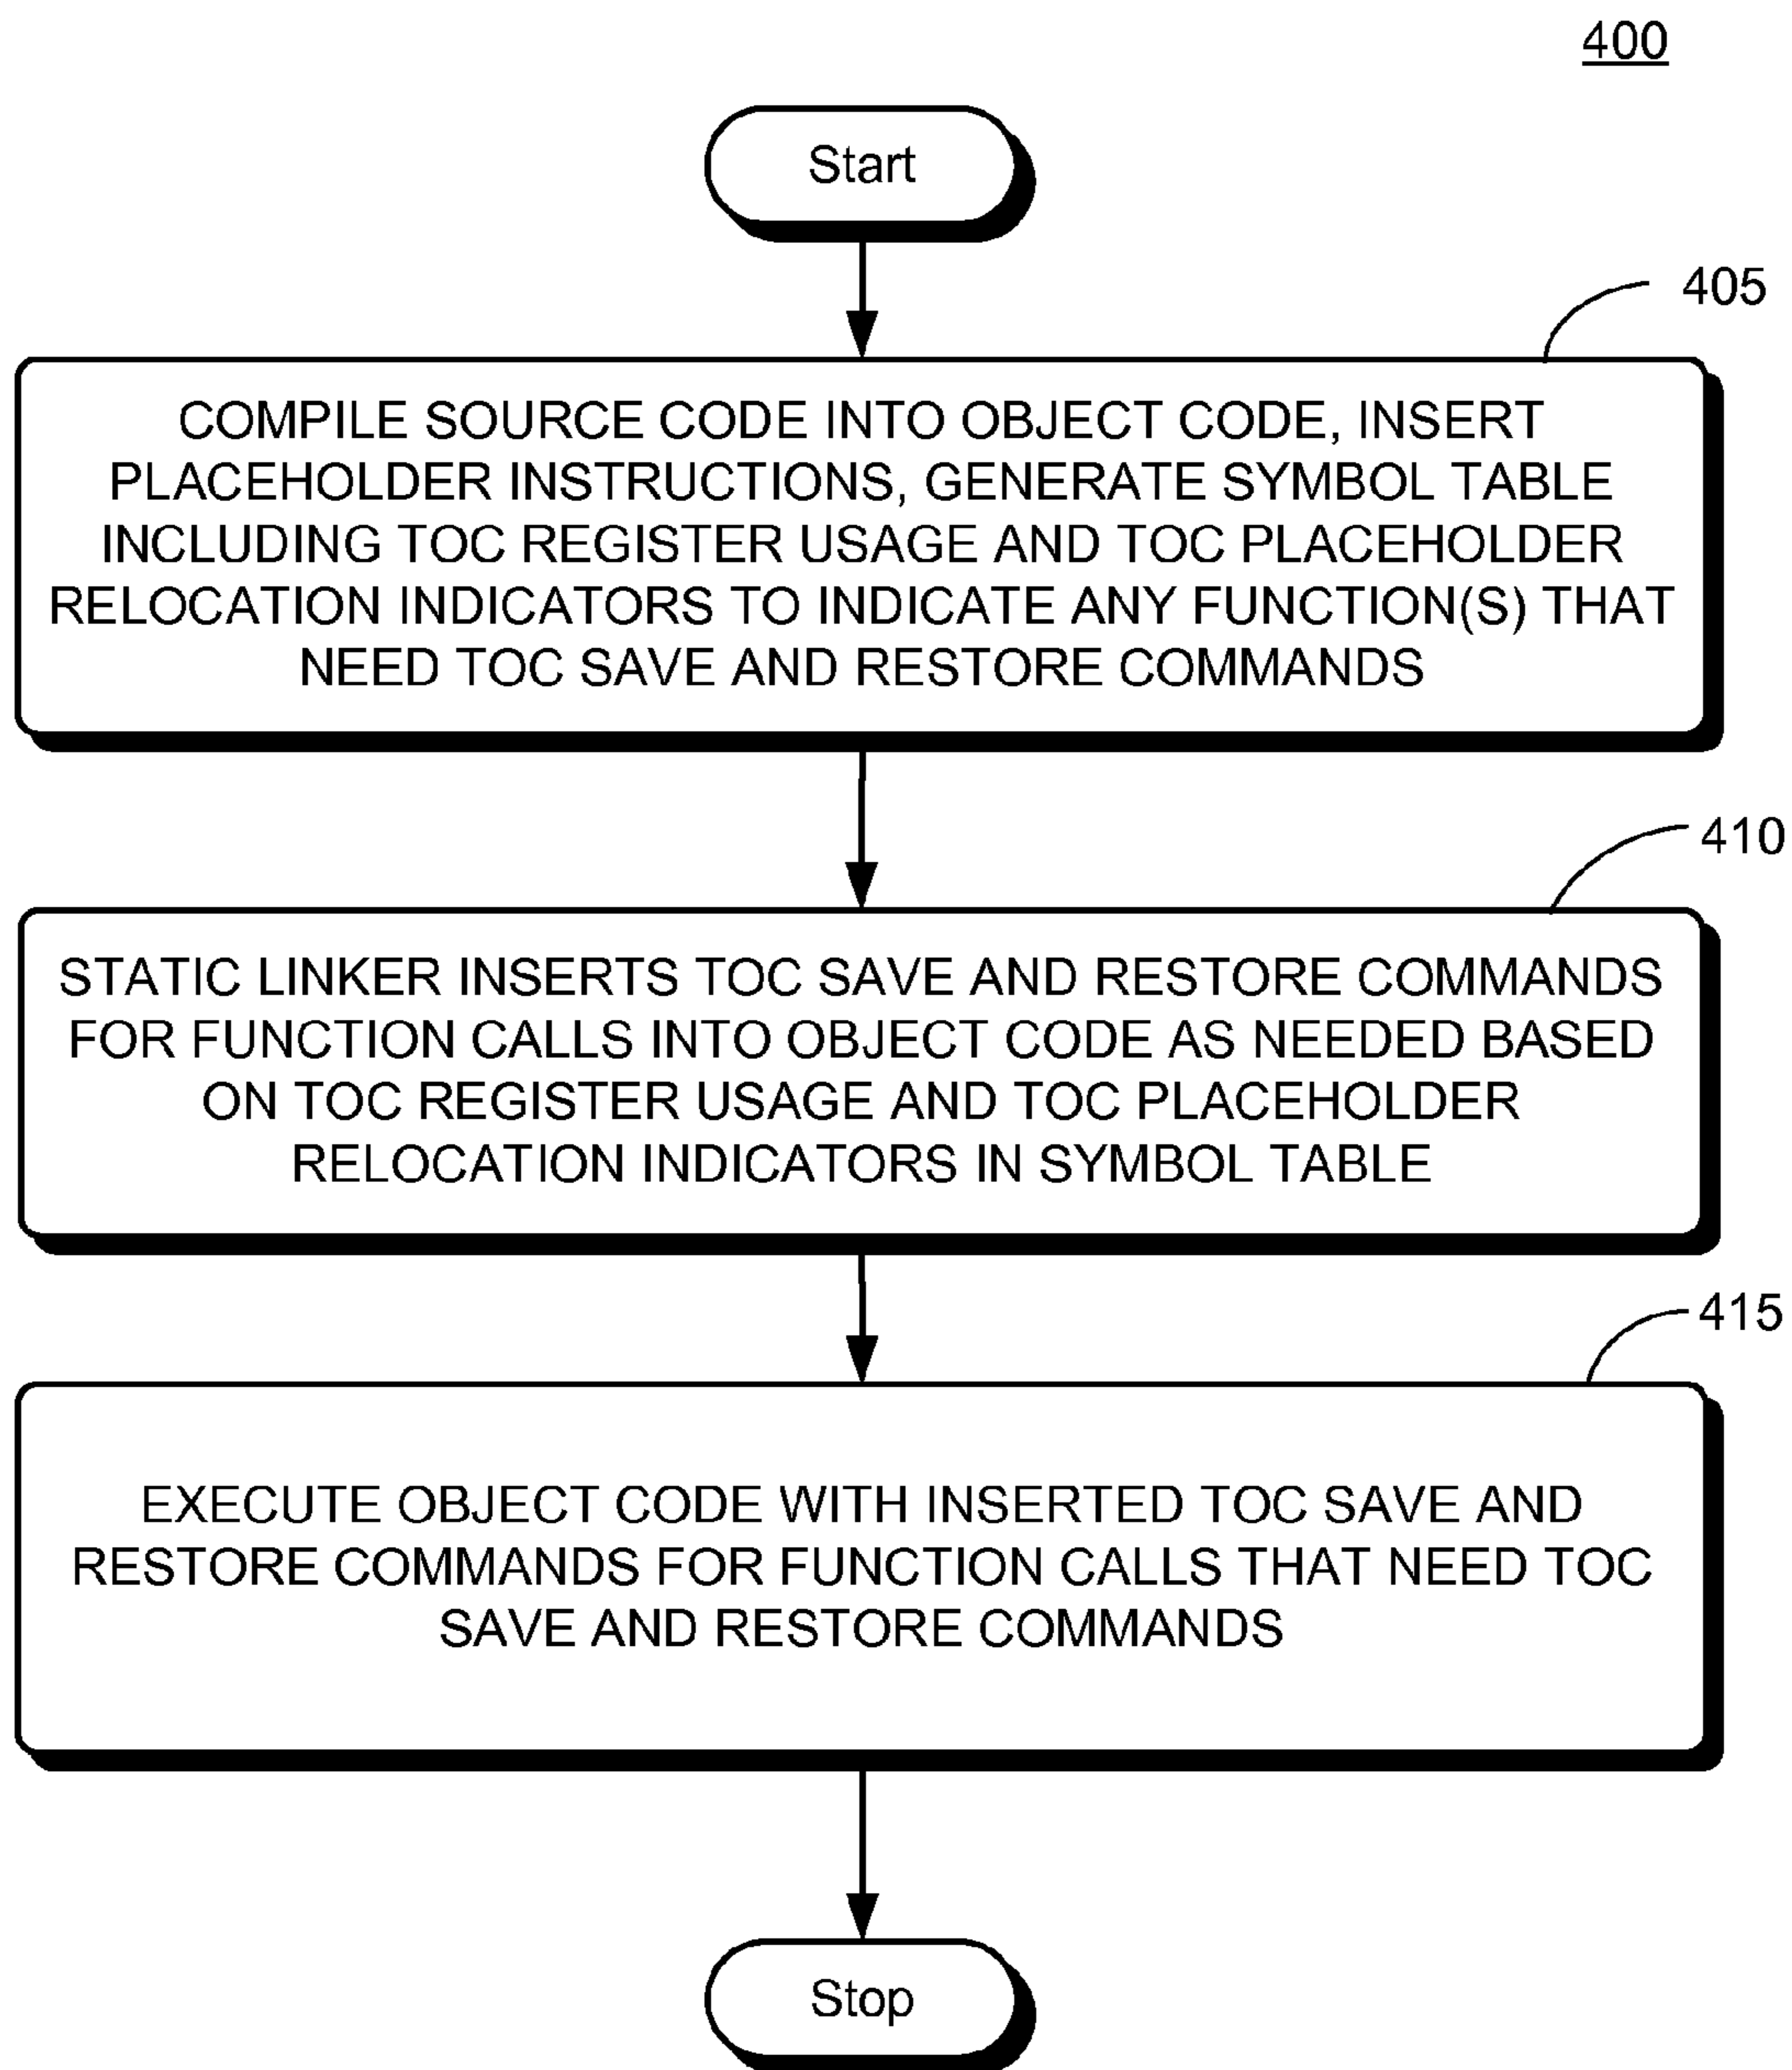 400
Start
405
COMPILE SOURCE CODE INTO OBJECT CODE, INSERT
PLACEHOLDER INSTRUCTIONS, GENERATE SYMBOL TABLE
INCLUDING TOC REGISTER USAGE AND TOC PLACEHOLDER
RELOCATION INDICATORS TO INDICATE ANY FUNCTION(S) THAT
NEED TOC SAVE AND RESTORE COMMANDS
410
STATIC LINKER INSERTS TOC SAVE AND RESTORE COMMANDS
FOR FUNCTION CALLS INTO OBJECT CODE AS NEEDED BASED
ON TOC REGISTER USAGE AND TOC PLACEHOLDER
RELOCATION INDICATORS IN SYMBOL TABLE
415
EXECUTE OBJECT CODE WITH INSERTED TOC SAVE AND
RESTORE COMMANDS FOR FUNCTION CALLS THAT NEED TOC
SAVE AND RESTORE COMMANDS
Stop